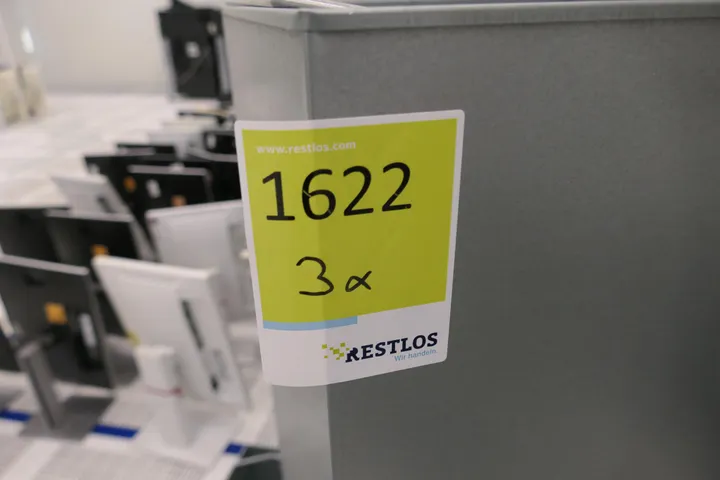 www.restlos.com
1622
3x
RESTLOS
Wir handeln.